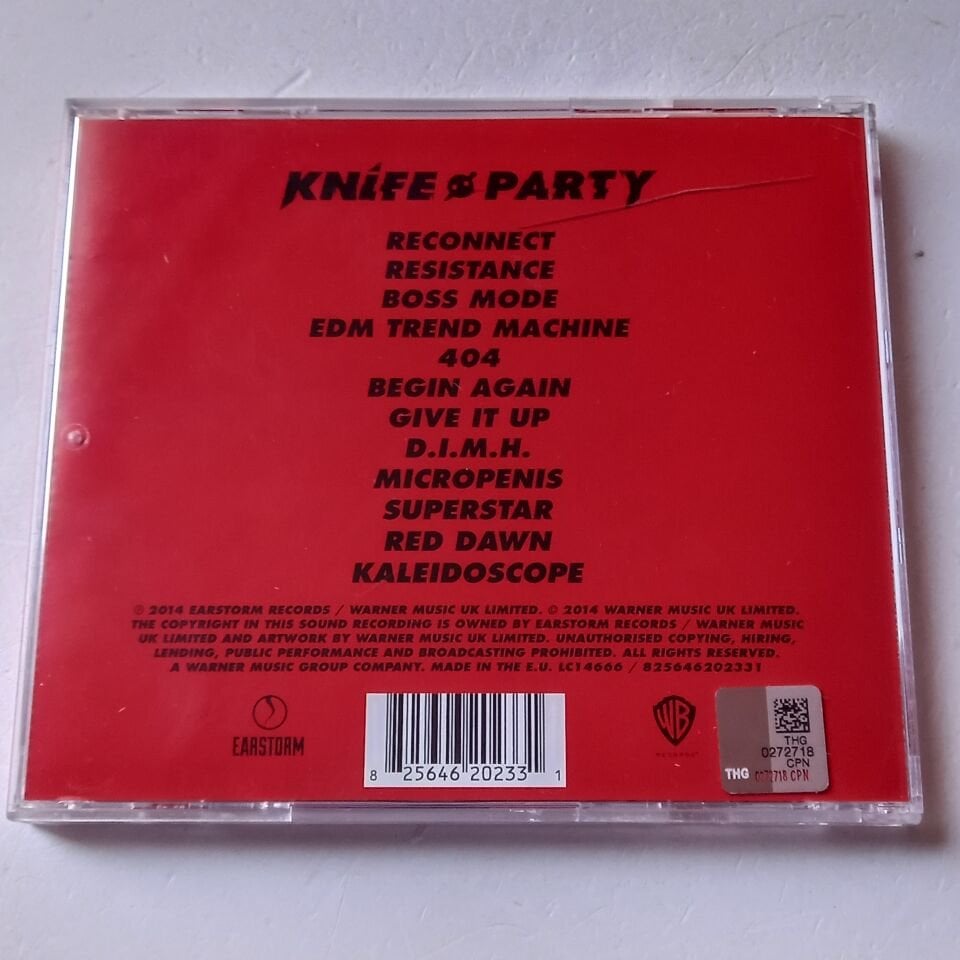 KNIFE PARTY
RECONNECT
RESISTANCE
BOSS MODE
EDM TREND MACHINE
404
BEGIN AGAIN
GIVE IT UP
D.I.M.H.
MICROPENIS
SUPERSTAR
RED DAWN
KALEIDOSCOPE
℗ 2014 EARSTORM RECORDS / WARNER MUSIC UK LIMITED. © 2014 WARNER MUSIC UK LIMITED.
THE COPYRIGHT IN THIS SOUND RECORDING IS OWNED BY EARSTORM RECORDS / WARNER MUSIC
UK LIMITED AND ARTWORK BY WARNER MUSIC UK LIMITED. UNAUTHORISED COPYING, HIRING,
LENDING, PUBLIC PERFORMANCE AND BROADCASTING PROHIBITED. ALL RIGHTS RESERVED.
A WARNER MUSIC GROUP COMPANY. MADE IN THE E.U. LC14666 / 825646202331
EARSTORM
8 25646 20233 1
WB
RECORDS
THG
0272718
CPN
THG 0272718 CPN